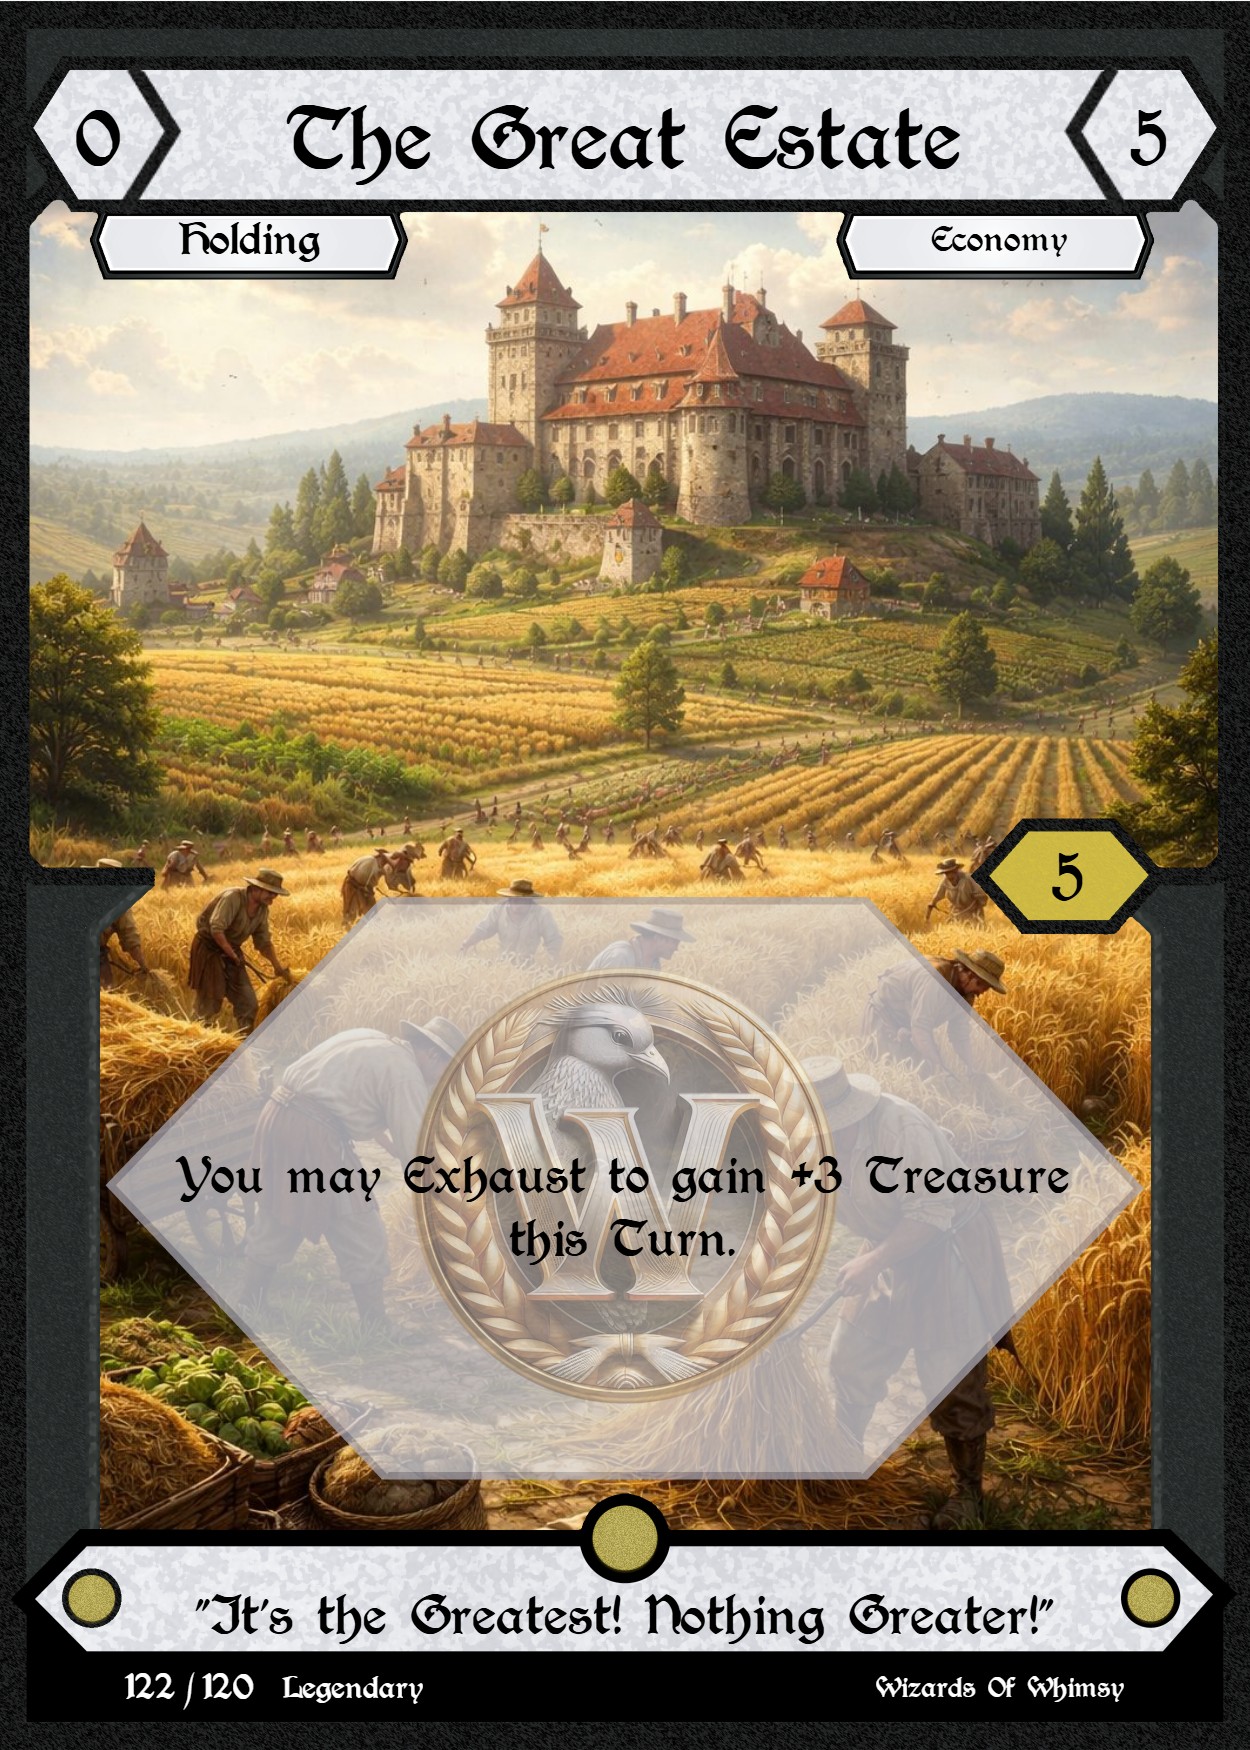 0 The Great Estate 5
Holding Economy
5
W
You may Exhaust to gain +3 Treasure
this Turn.
"It's the Greatest! Nothing Greater!"
122 / 120 Legendary Wizards Of Whimsy